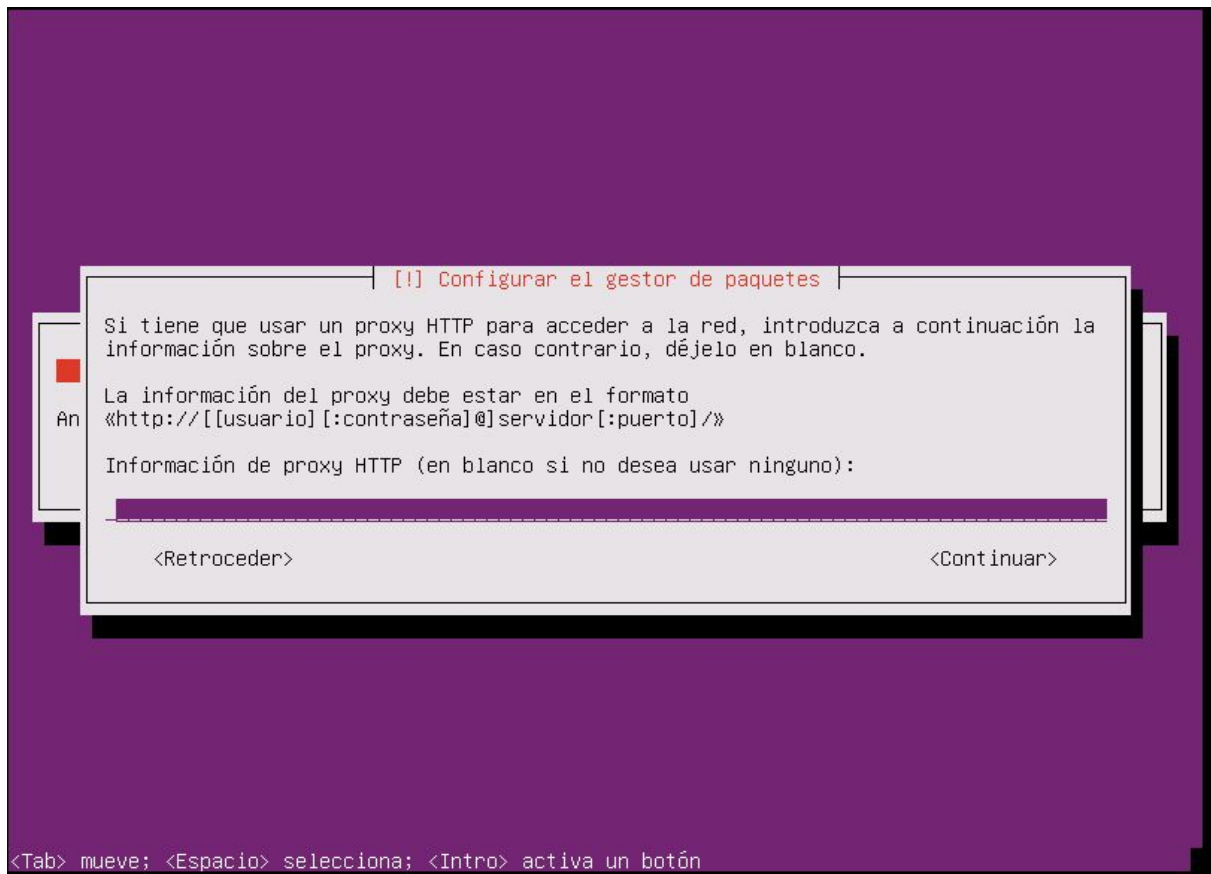 [!] Configurar el gestor de paquetes
Si tiene que usar un proxy HTTP para acceder a la red, introduzca a continuación la
información sobre el proxy. En caso contrario, déjelo en blanco.
La información del proxy debe estar en el formato
«http://[[usuario][:contraseña]@]servidor[:puerto]/»
An
Información de proxy HTTP (en blanco si no desea usar ninguno):
<Retroceder> <Continuar>
<Tab> mueve; <Espacio> selecciona; <Intro> activa un botón